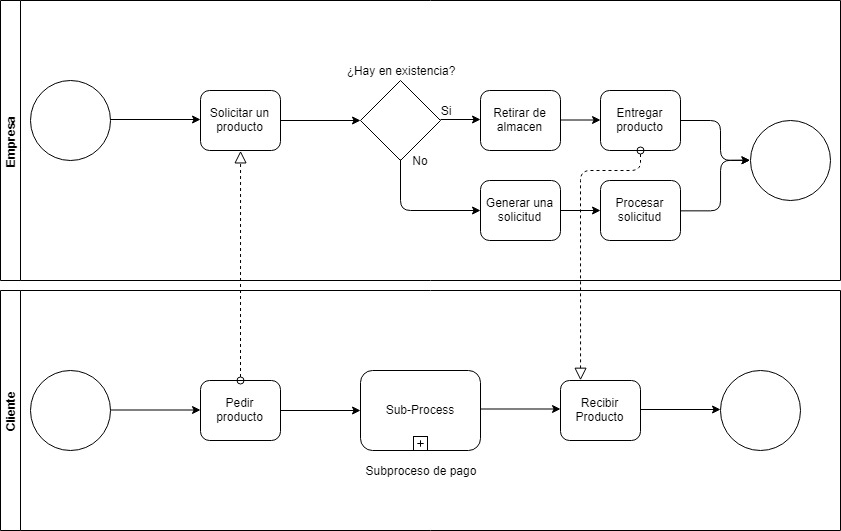 Empresa
¿Hay en existencia?
Solicitar un
producto
Si
No
Retirar de
almacen
Entregar
producto
Generar una
solicitud
Procesar
solicitud
Cliente
Pedir
producto
Sub-Process
+
Subproceso de pago
Recibir
Producto